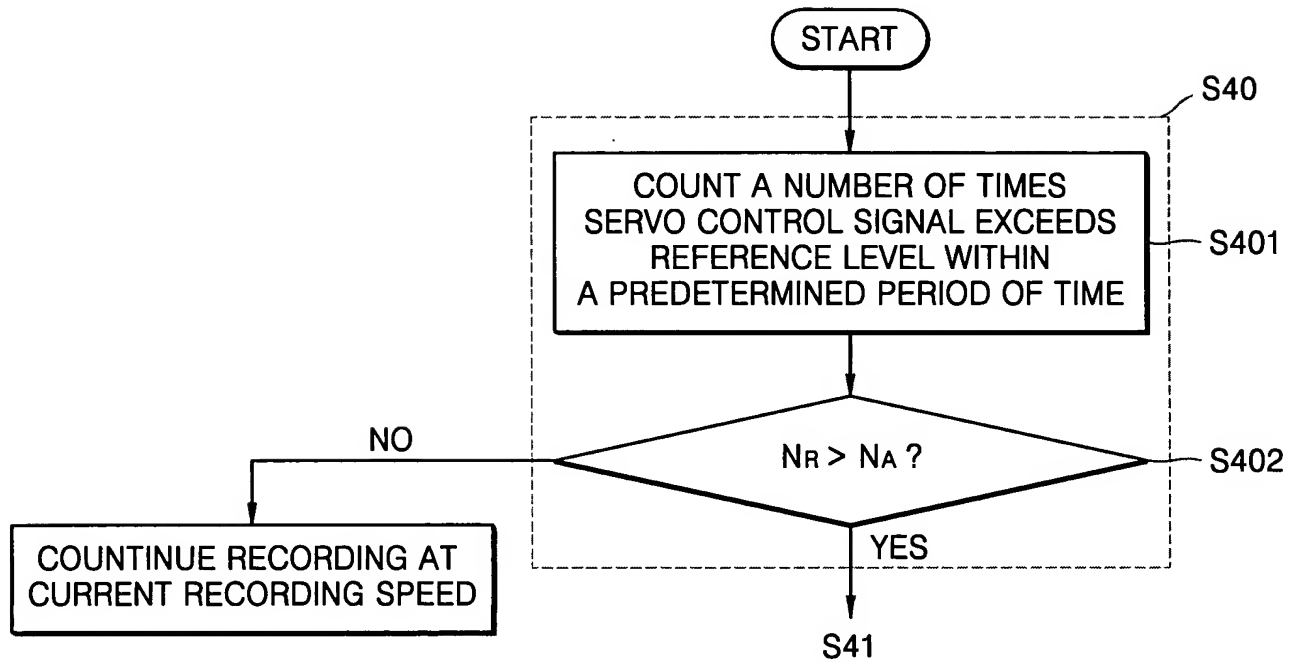 START
S40
COUNT A NUMBER OF TIMES
SERVO CONTROL SIGNAL EXCEEDS
REFERENCE LEVEL WITHIN
A PREDETERMINED PERIOD OF TIME
S401
NR > NA ?
S402
NO
YES
COUNTINUE RECORDING AT
CURRENT RECORDING SPEED
S41